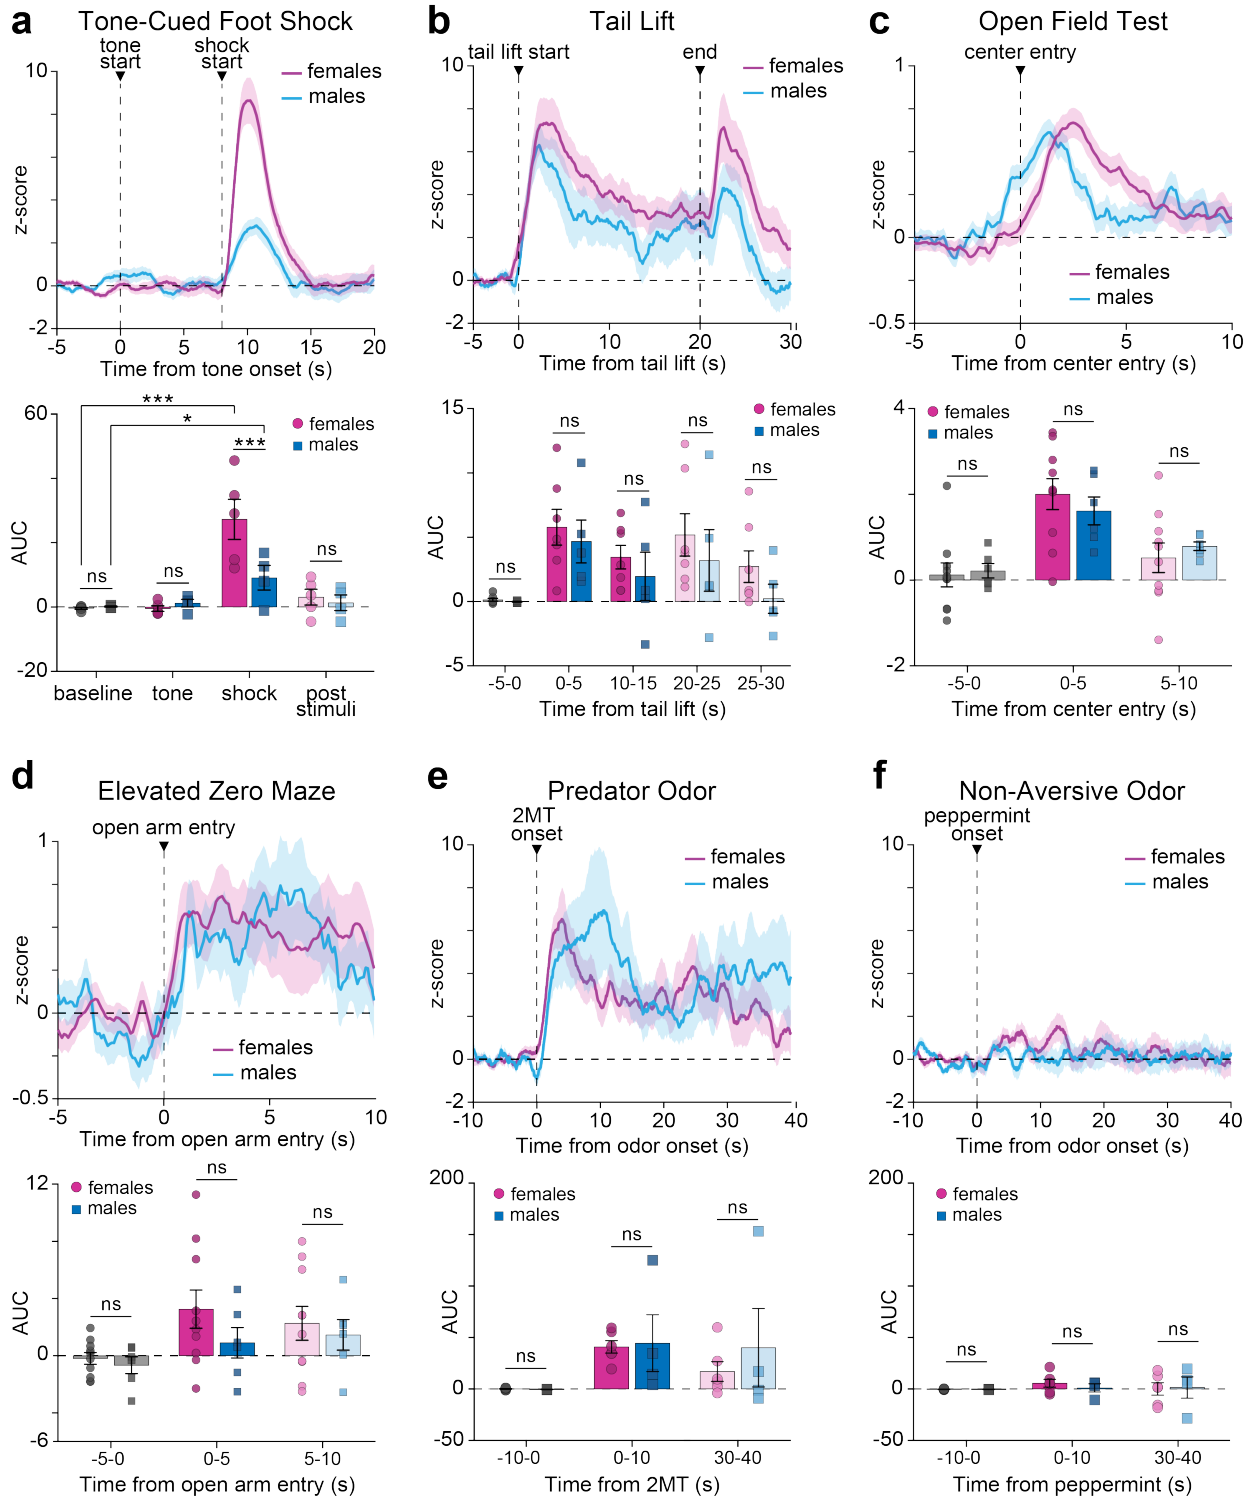 a
Tone-Cued Foot Shock
tone
start
shock
start
females
males
10
0
-2
z-score
-5
0
5
10
15
20
Time from tone onset (s)
60
0
-20
AUC
***
*
***
ns
ns
ns
females
males
baseline
tone
shock
post
stimuli
b
Tail Lift
tail lift start
end
females
males
10
0
-2
z-score
-5
0
10
20
30
Time from tail lift (s)
15
0
-5
AUC
ns
ns
ns
ns
ns
females
males
-5-0
0-5
10-15
20-25
25-30
Time from tail lift (s)
c
Open Field Test
center entry
1
0
-0.5
z-score
females
males
-5
0
5
10
Time from center entry (s)
4
0
-2
AUC
females
males
ns
ns
ns
-5-0
0-5
5-10
Time from center entry (s)
d
Elevated Zero Maze
open arm entry
1
0
-0.5
z-score
females
males
-5
0
5
10
Time from open arm entry (s)
12
0
-6
AUC
females
males
ns
ns
ns
-5-0
0-5
5-10
Time from open arm entry (s)
e
Predator Odor
2MT
onset
females
males
10
0
-2
z-score
-10
0
10
20
30
40
Time from odor onset (s)
200
0
-50
AUC
females
males
ns
ns
ns
-10-0
0-10
30-40
Time from 2MT (s)
f
Non-Aversive Odor
peppermint
onset
females
males
10
0
-2
z-score
-10
0
10
20
30
40
Time from odor onset (s)
200
0
-50
AUC
females
males
ns
ns
ns
-10-0
0-10
30-40
Time from peppermint (s)